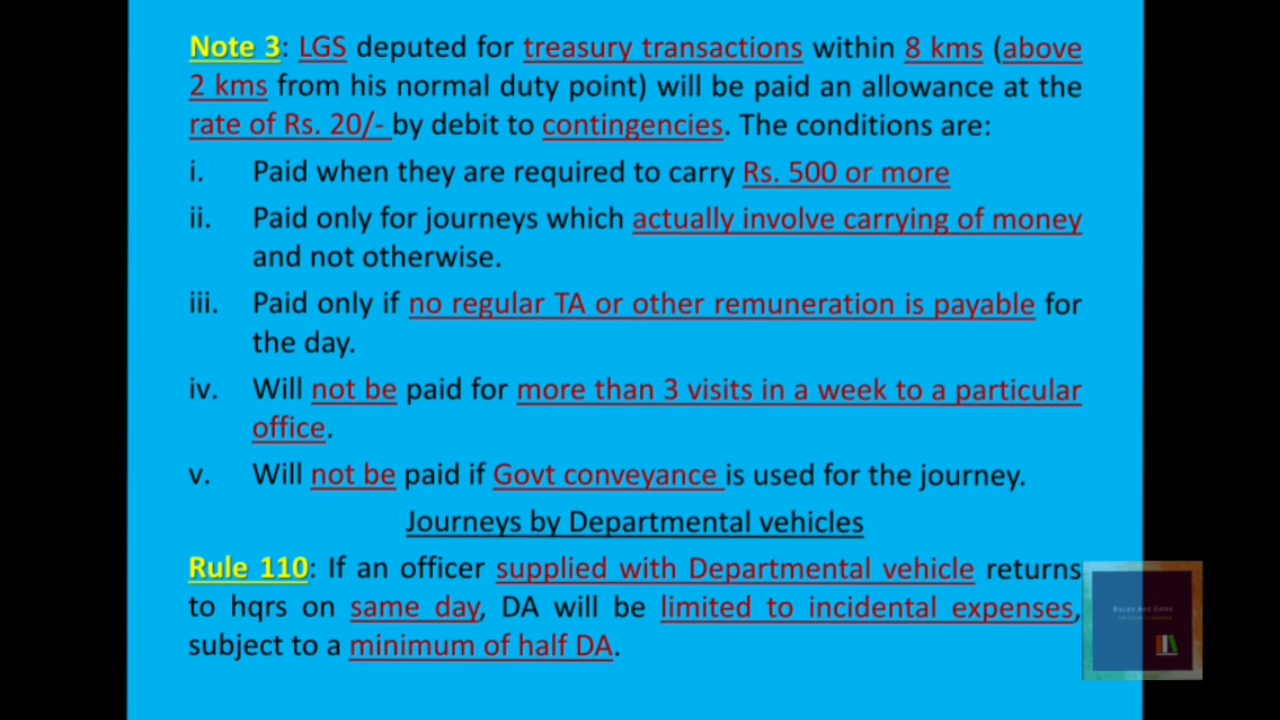 Note 3: LGS deputed for treasury transactions within 8 kms (above
2 kms from his normal duty point) will be paid an allowance at the
rate of Rs. 20/- by debit to contingencies. The conditions are:
i. Paid when they are required to carry Rs. 500 or more
ii. Paid only for journeys which actually involve carrying of money
and not otherwise.
iii. Paid only if no regular TA or other remuneration is payable for
the day.
iv. Will not be paid for more than 3 visits in a week to a particular
office.
v. Will not be paid if Govt conveyance is used for the journey.
Journeys by Departmental vehicles
Rule 110: If an officer supplied with Departmental vehicle returns
to hqrs on same day, DA will be limited to incidental expenses,
subject to a minimum of half DA.